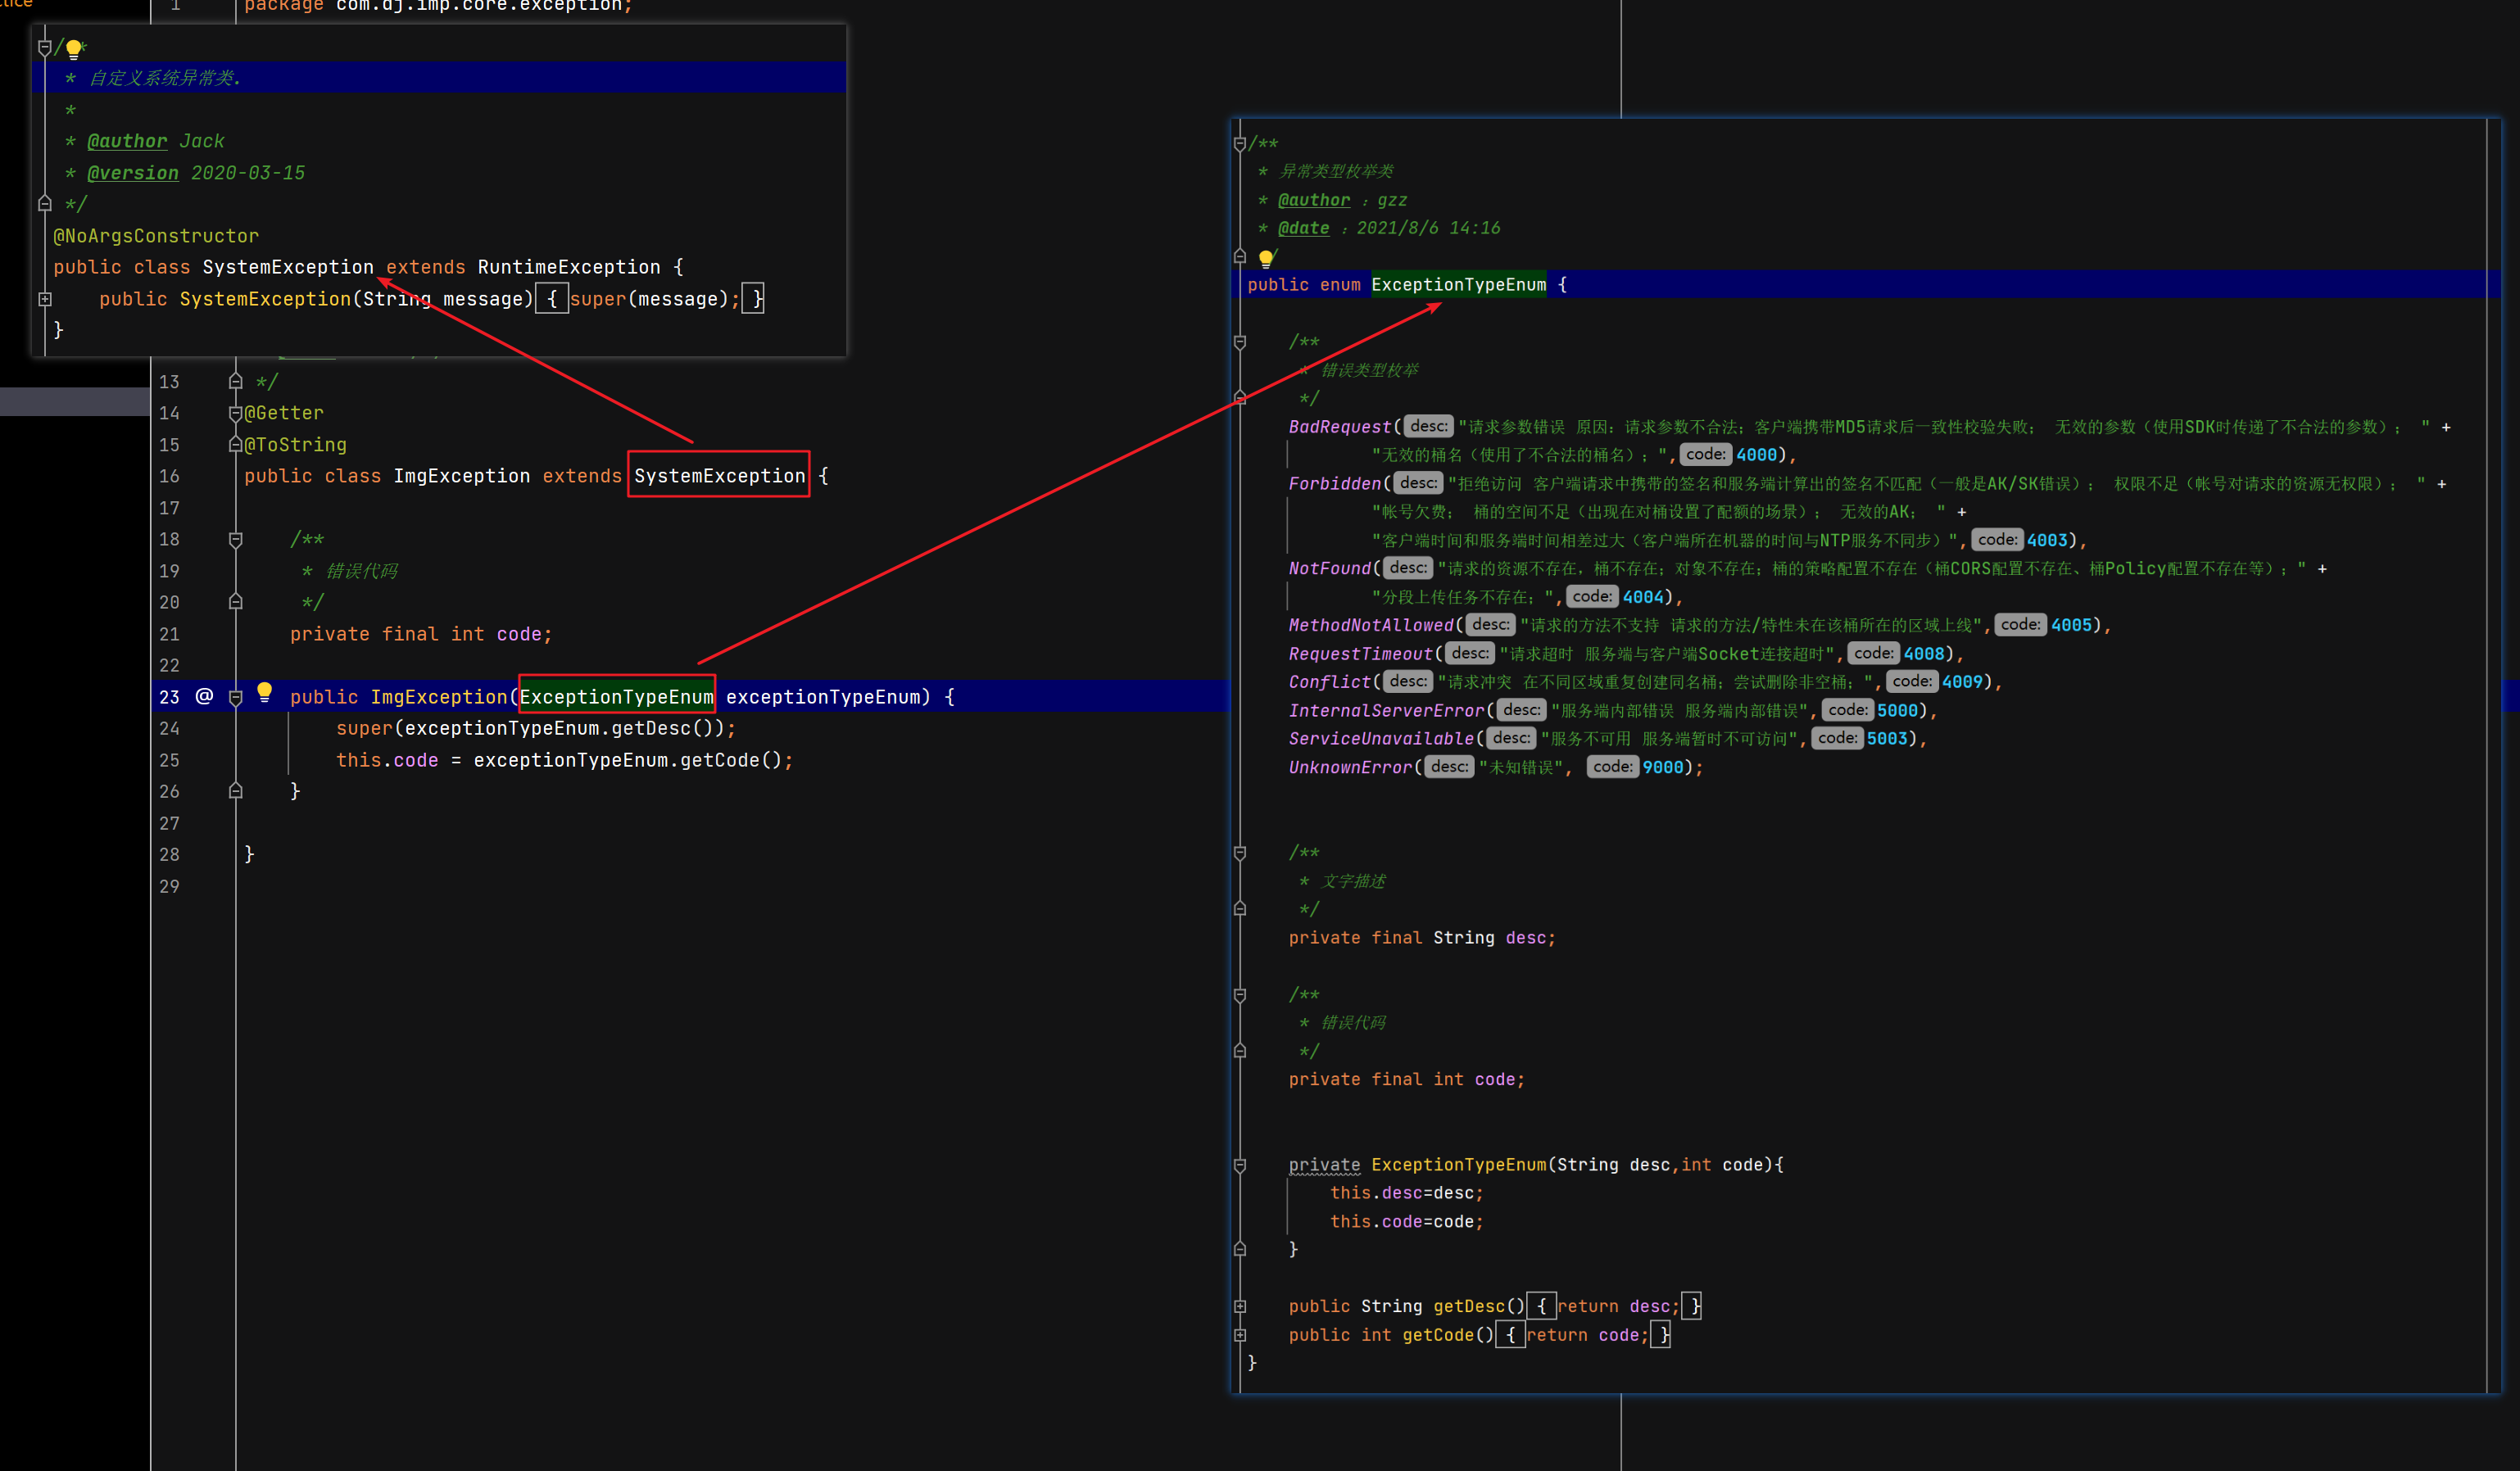 package com.dj.imp.core.exception;
1
/**
* 自定义系统异常类.
*
* @author Jack
* @version 2020-03-15
*/
@NoArgsConstructor
public class SystemException extends RuntimeException {
public SystemException(String message) { super(message); }
}
13 */
14 @Getter
15 @ToString
16 public class ImgException extends SystemException {
17
18 /**
19 * 错误代码
20 */
21 private final int code;
22
23 @ public ImgException(ExceptionTypeEnum exceptionTypeEnum) {
24 super(exceptionTypeEnum.getDesc());
25 this.code = exceptionTypeEnum.getCode();
26 }
27
28 }
29
/**
* 异常类型枚举类
* @author : gzz
* @date : 2021/8/6 14:16
/
public enum ExceptionTypeEnum {
/**
* 错误类型枚举
*/
BadRequest( desc: "请求参数错误 原因：请求参数不合法；客户端携带MD5请求后一致性校验失败； 无效的参数（使用SDK时传递了不合法的参数）； " +
"无效的桶名（使用了不合法的桶名）；", code: 4000),
Forbidden( desc: "拒绝访问 客户端请求中携带的签名和服务端计算出的签名不匹配（一般是AK/SK错误）； 权限不足（帐号对请求的资源无权限）； " +
"帐号欠费； 桶的空间不足（出现在对桶设置了配额的场景）； 无效的AK； " +
"客户端时间和服务端时间相差过大（客户端所在机器的时间与NTP服务不同步）", code: 4003),
NotFound( desc: "请求的资源不存在，桶不存在；对象不存在；桶的策略配置不存在（桶CORS配置不存在、桶Policy配置不存在等）；" +
"分段上传任务不存在；", code: 4004),
MethodNotAllowed( desc: "请求的方法不支持 请求的方法/特性未在该桶所在的区域上线", code: 4005),
RequestTimeout( desc: "请求超时 服务端与客户端Socket连接超时", code: 4008),
Conflict( desc: "请求冲突 在不同区域重复创建同名桶；尝试删除非空桶；", code: 4009),
InternalServerError( desc: "服务端内部错误 服务端内部错误", code: 5000),
ServiceUnavailable( desc: "服务不可用 服务端暂时不可访问", code: 5003),
UnknownError( desc: "未知错误", code: 9000);
/**
* 文字描述
*/
private final String desc;
/**
* 错误代码
*/
private final int code;
private ExceptionTypeEnum(String desc,int code){
this.desc=desc;
this.code=code;
}
public String getDesc() { return desc; }
public int getCode() { return code; }
}